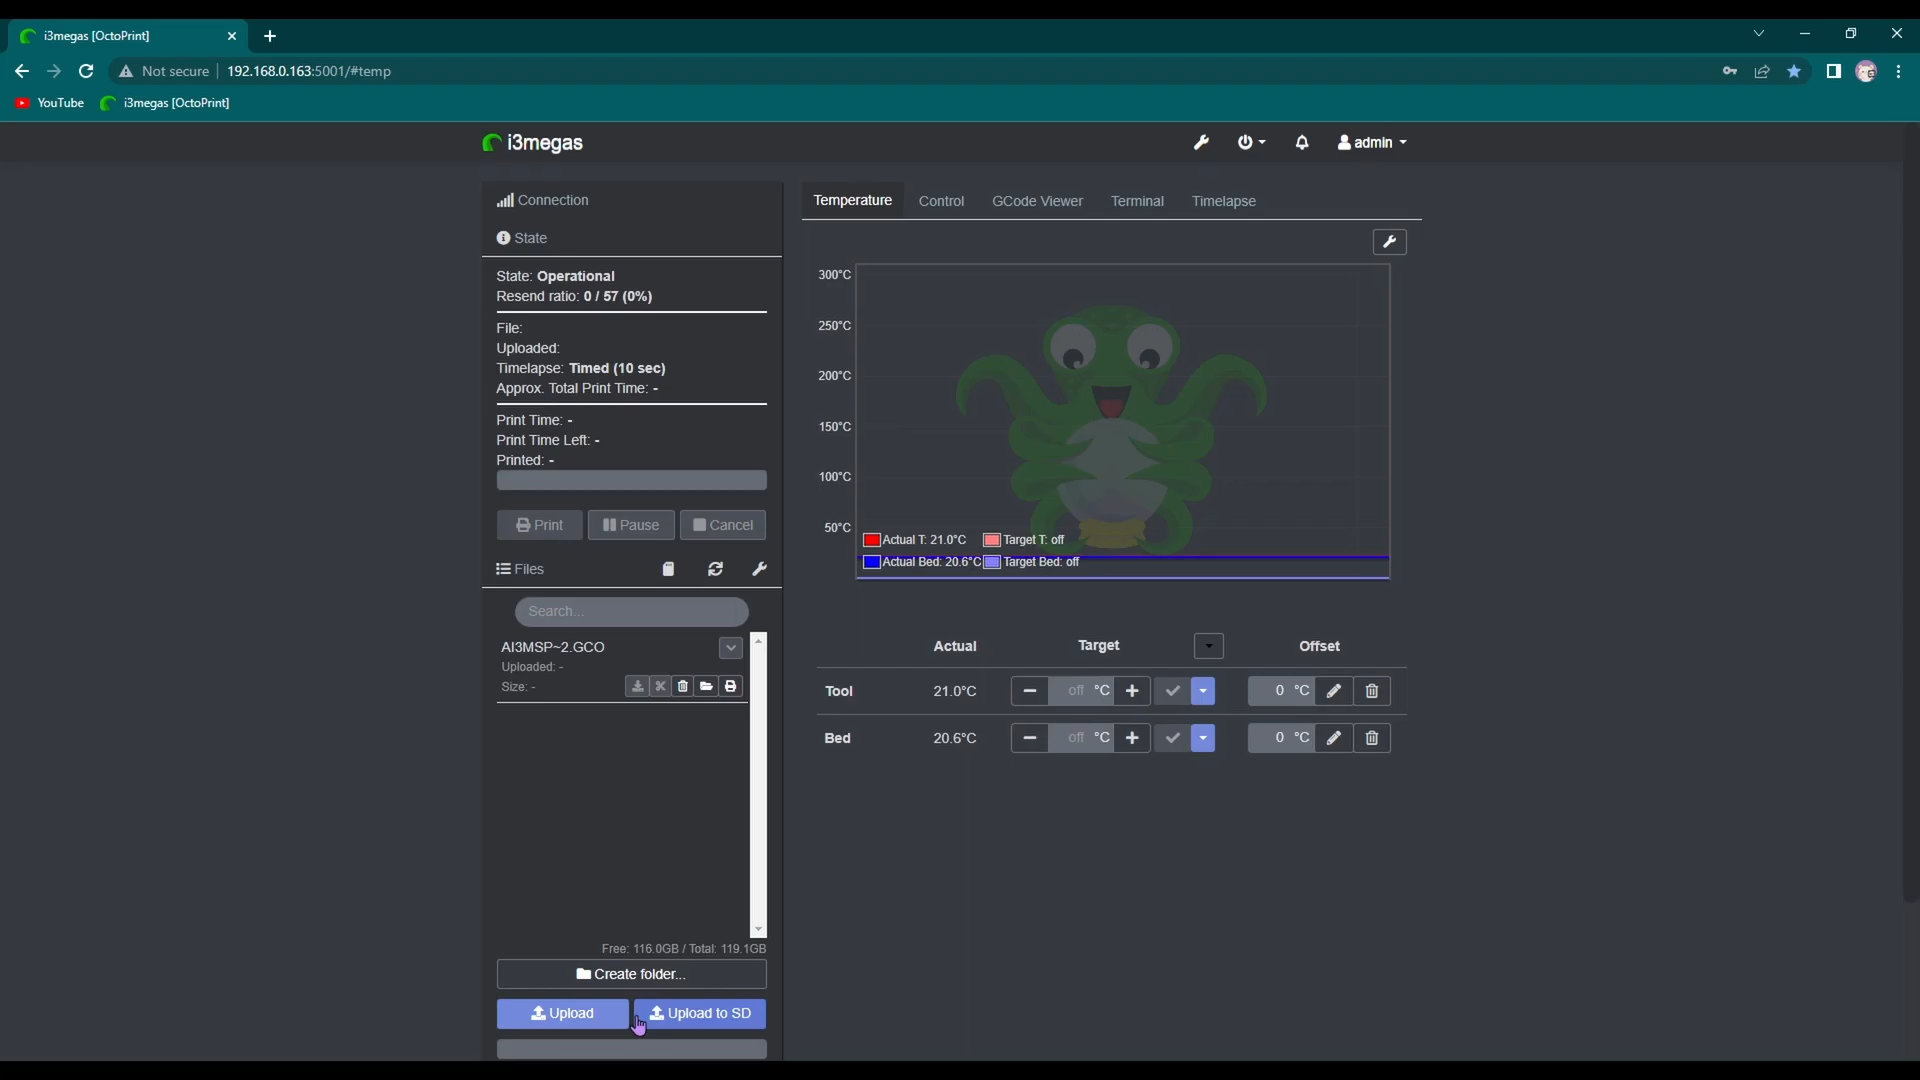 i3megas [OctoPrint]
Not secure 192.168.0.163:5001/#temp
YouTube i3megas [OctoPrint]
i3megas
admin
Connection
State
State: Operational
Resend ratio: 0 / 57 (0%)
File:
Uploaded:
Timelapse: Timed (10 sec)
Approx. Total Print Time: -
Print Time: -
Print Time Left: -
Printed: -
Print Pause Cancel
Files
Search...
AI3MSP~2.GCO
Uploaded: -
Size: -
Free: 116.0GB / Total: 119.1GB
Create folder...
Upload Upload to SD
Temperature Control GCode Viewer Terminal Timelapse
300°C
250°C
200°C
150°C
100°C
50°C
Actual T: 21.0°C Target T: off
Actual Bed: 20.6°C Target Bed: off
Actual Target Offset
Tool 21.0°C off °C 0 °C
Bed 20.6°C off °C 0 °C